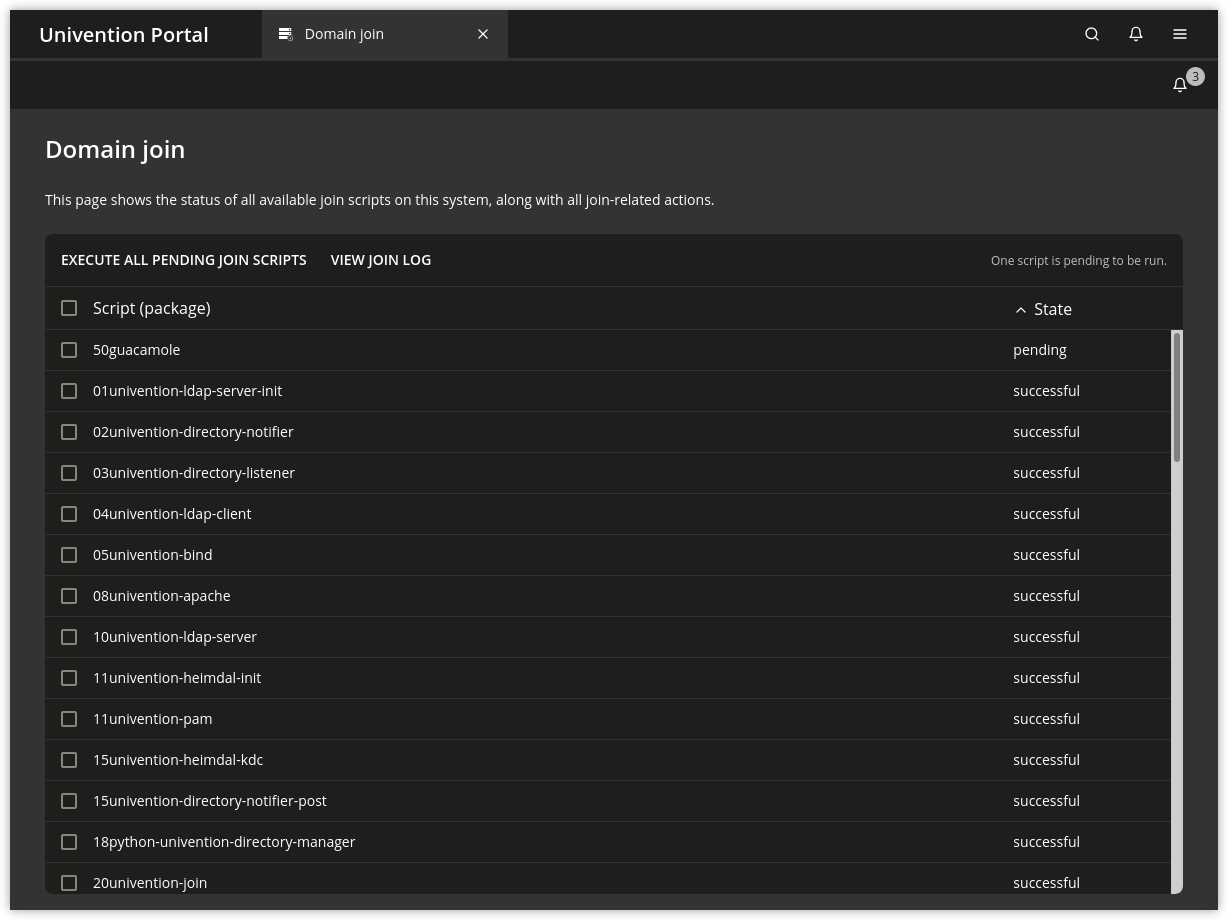 Univention Portal
Domain join
3
Domain join
This page shows the status of all available join scripts on this system, along with all join-related actions.
EXECUTE ALL PENDING JOIN SCRIPTS VIEW JOIN LOG One script is pending to be run.
Script (package) State
50guacamole pending
01univention-ldap-server-init successful
02univention-directory-notifier successful
03univention-directory-listener successful
04univention-ldap-client successful
05univention-bind successful
08univention-apache successful
10univention-ldap-server successful
11univention-heimdal-init successful
11univention-pam successful
15univention-heimdal-kdc successful
15univention-directory-notifier-post successful
18python-univention-directory-manager successful
20univention-join successful